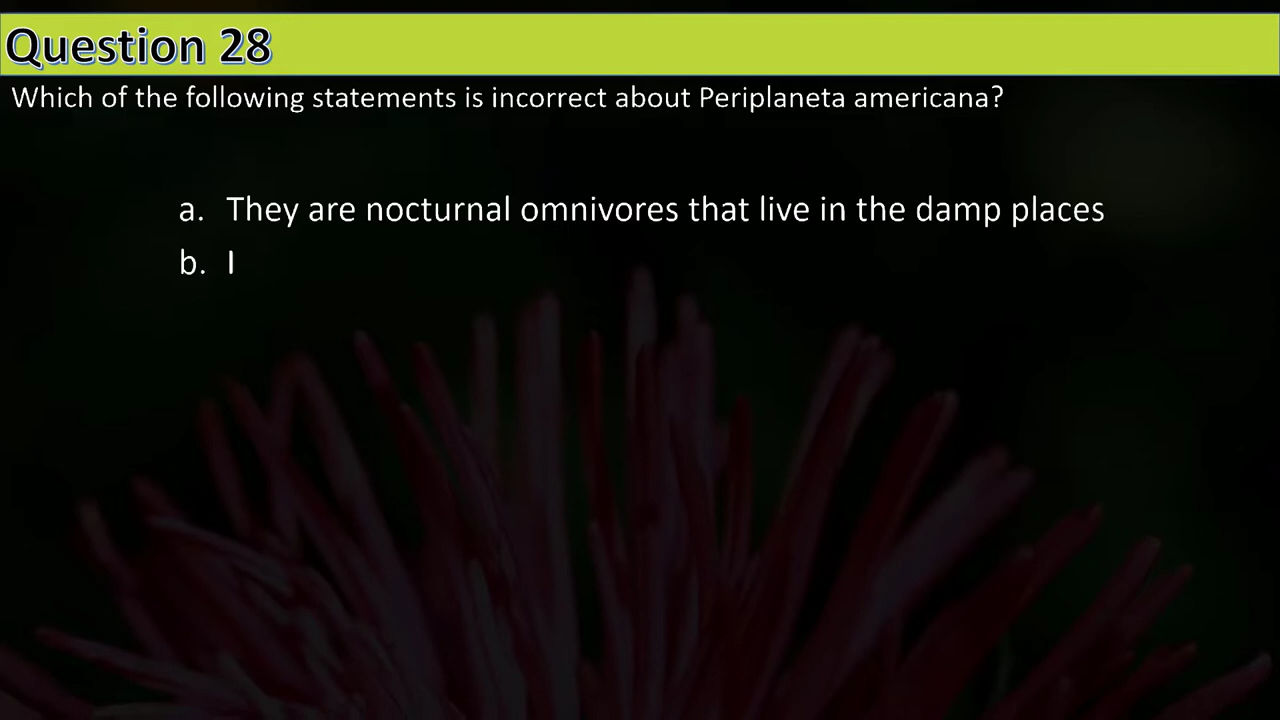 Question 28
Which of the following statements is incorrect about Periplaneta americana?
a. They are nocturnal omnivores that live in the damp places
b. I